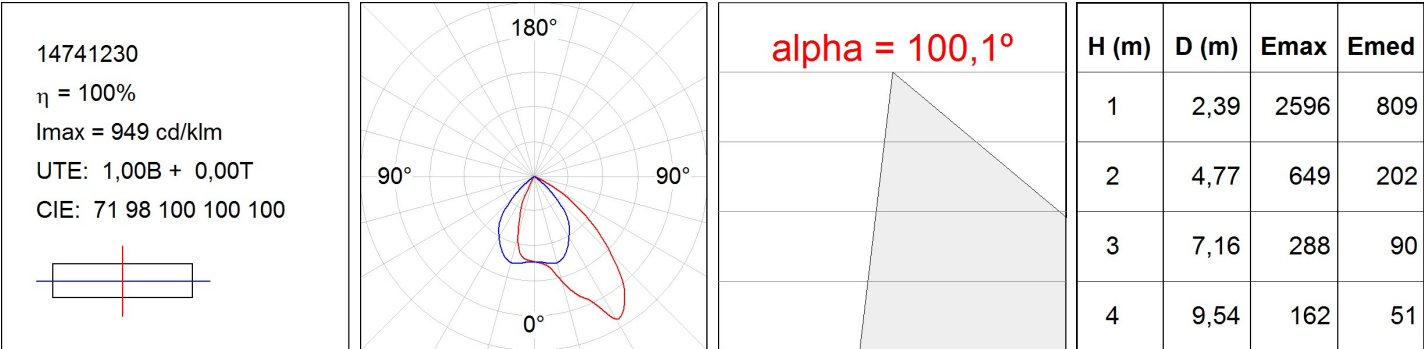 14741230
η = 100%
Imax = 949 cd/klm
UTE: 1,00B + 0,00T
CIE: 71 98 100 100 100
180°
90° 90°
0°
alpha = 100,1º
H (m) D (m) Emax Emed
1 2,39 2596 809
2 4,77 649 202
3 7,16 288 90
4 9,54 162 51